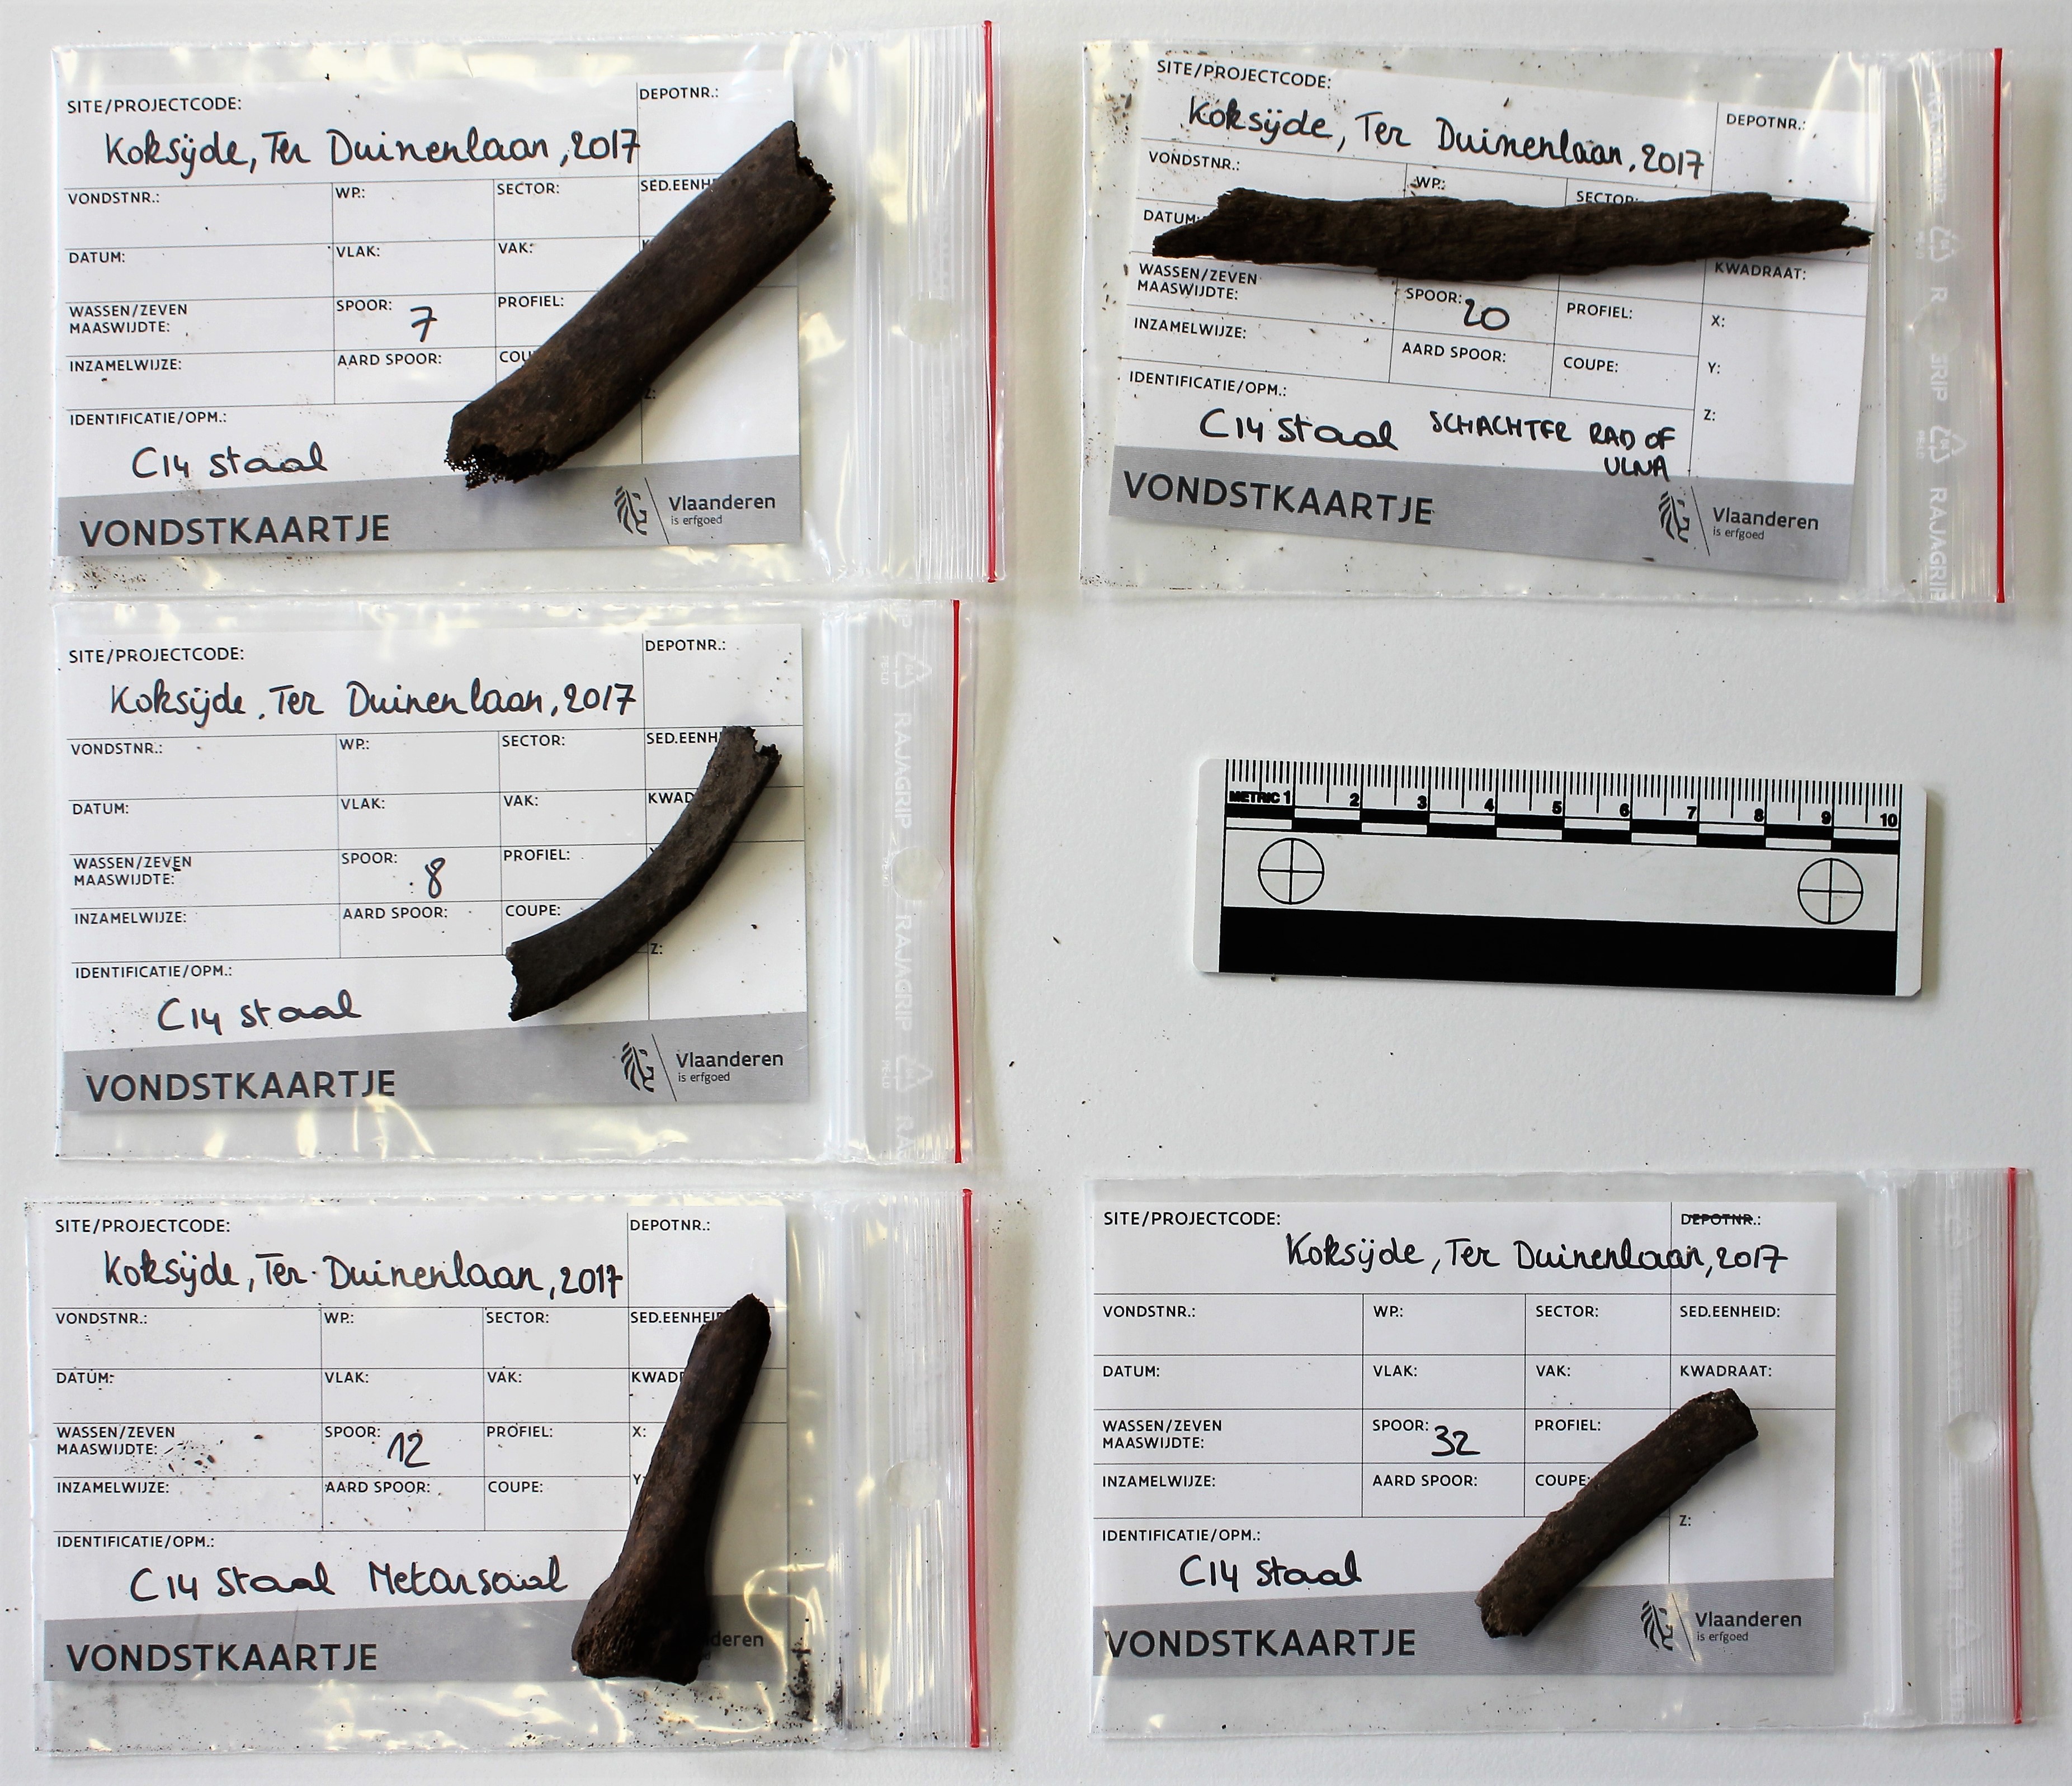 SITE/PROJECTCODE:
DEPOTNR.:
Koksijde, Ter Duinenlaan, 2017
VONDSTNR.:
WP.:
SECTOR:
SED.EENH
DATUM:
VLAK:
VAK:
WASSEN/ZEVEN
MAASWIJDTE:
SPOOR: 7
PROFIEL:
INZAMELWIJZE:
AARD SPOOR:
COU
Z:
IDENTIFICATIE/OPM.:
C14 staal
VONDSTKAARTJE
Vlaanderen
is erfgoed
SITE/PROJECTCODE:
DEPOTNR.:
Koksijde, Ter Duinenlaan, 2017
VONDSTNR.:
WP.:
SECTOR:
DATUM:
WASSEN/ZEVEN
MAASWIJDTE:
SPOOR: 20
PROFIEL:
KWADRAAT:
X:
INZAMELWIJZE:
AARD SPOOR:
COUPE:
Y:
IDENTIFICATIE/OPM.:
Z:
C14 staal SCHACHTFR RAD OF
ULNA
VONDSTKAARTJE
Vlaanderen
is erfgoed
RAJAGRIP
SITE/PROJECTCODE:
DEPOTNR.:
Koksijde, Ter Duinenlaan, 2017
VONDSTNR.:
WP.:
SECTOR:
SED.EENH
DATUM:
VLAK:
VAK:
KWAD
WASSEN/ZEVEN
MAASWIJDTE:
SPOOR: 8
PROFIEL:
INZAMELWIJZE:
AARD SPOOR:
COUPE:
Z:
IDENTIFICATIE/OPM.:
C14 staal
VONDSTKAARTJE
Vlaanderen
is erfgoed
RAJAGRIP
RAJAGRIP
METRIC 1 2 3 4 5 6 7 8 9 10
SITE/PROJECTCODE:
DEPOTNR.:
Koksijde, Ter Duinenlaan, 2017
VONDSTNR.:
WP.:
SECTOR:
SED.EENHEID
DATUM:
VLAK:
VAK:
KWADR
WASSEN/ZEVEN
MAASWIJDTE:
SPOOR: 12
PROFIEL:
X:
INZAMELWIJZE:
AARD SPOOR:
COUPE:
Y:
IDENTIFICATIE/OPM.:
C14 staal Metarsaal
VONDSTKAARTJE
deren
SITE/PROJECTCODE:
DEPOTNR.:
Koksijde, Ter Duinenlaan, 2017
VONDSTNR.:
WP.:
SECTOR:
SED.EENHEID:
DATUM:
VLAK:
VAK:
KWADRAAT:
WASSEN/ZEVEN
MAASWIJDTE:
SPOOR: 32
PROFIEL:
INZAMELWIJZE:
AARD SPOOR:
COUPE:
Z:
IDENTIFICATIE/OPM.:
C14 staal
VONDSTKAARTJE
Vlaanderen
is erfgoed